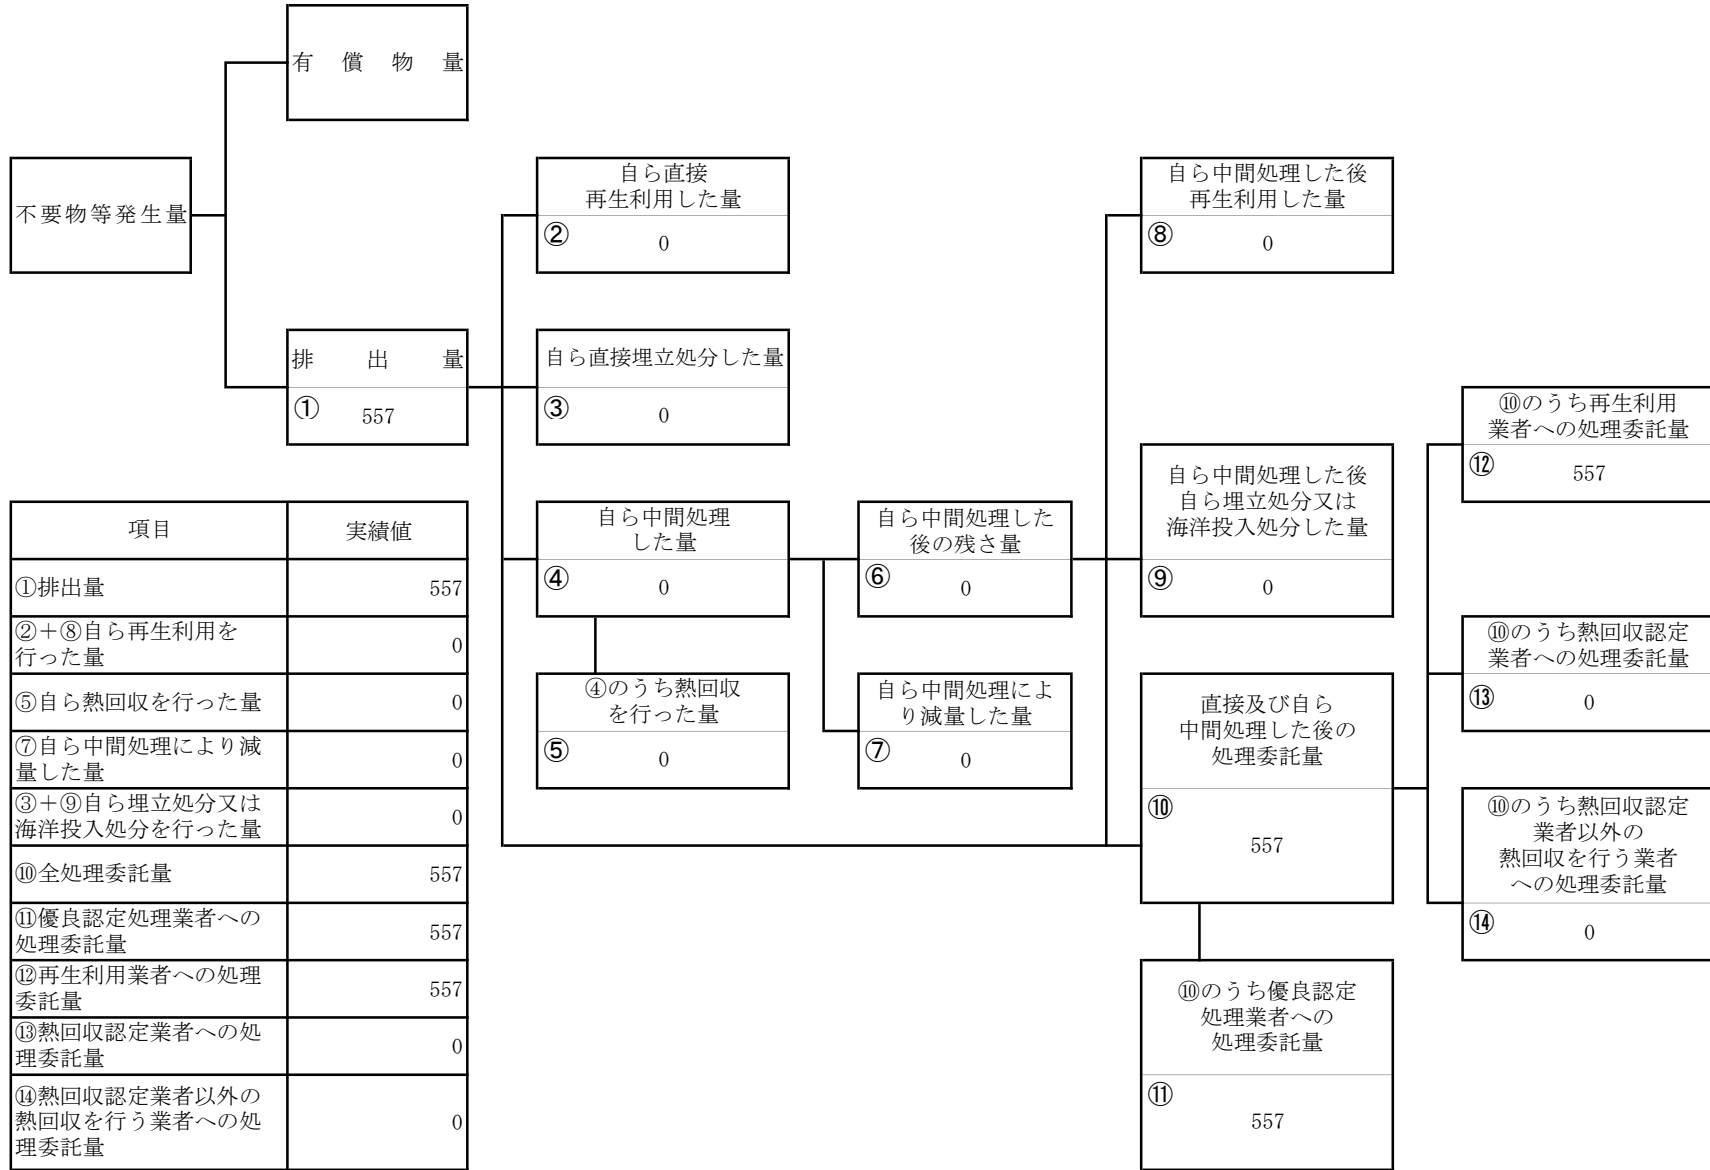 有償物量
不要物等発生量
排出量
① 557
自ら直接
再生利用した量
② 0
自ら直接埋立処分した量
③ 0
自ら中間処理
した量
④ 0
④のうち熱回収
を行った量
⑤ 0
自ら中間処理した
後の残さ量
⑥ 0
自ら中間処理によ
り減量した量
⑦ 0
自ら中間処理した後
再生利用した量
⑧ 0
自ら中間処理した後
自ら埋立処分又は
海洋投入処分した量
⑨ 0
直接及び自ら
中間処理した後の
処理委託量
⑩
557
⑩のうち優良認定
処理業者への
処理委託量
⑪
557
⑩のうち再生利用
業者への処理委託量
⑫ 557
⑩のうち熱回収認定
業者への処理委託量
⑬ 0
⑩のうち熱回収認定
業者以外の
熱回収を行う業者
への処理委託量
⑭ 0
項目 実績値
①排出量 557
②+⑧自ら再生利用を
行った量 0
⑤自ら熱回収を行った量 0
⑦自ら中間処理により減
量した量 0
③+⑨自ら埋立処分又は
海洋投入処分を行った量 0
⑩全処理委託量 557
⑪優良認定処理業者への
処理委託量 557
⑫再生利用業者への処理
委託量 557
⑬熱回収認定業者への処
理委託量 0
⑭熱回収認定業者以外の
熱回収を行う業者への処
理委託量 0